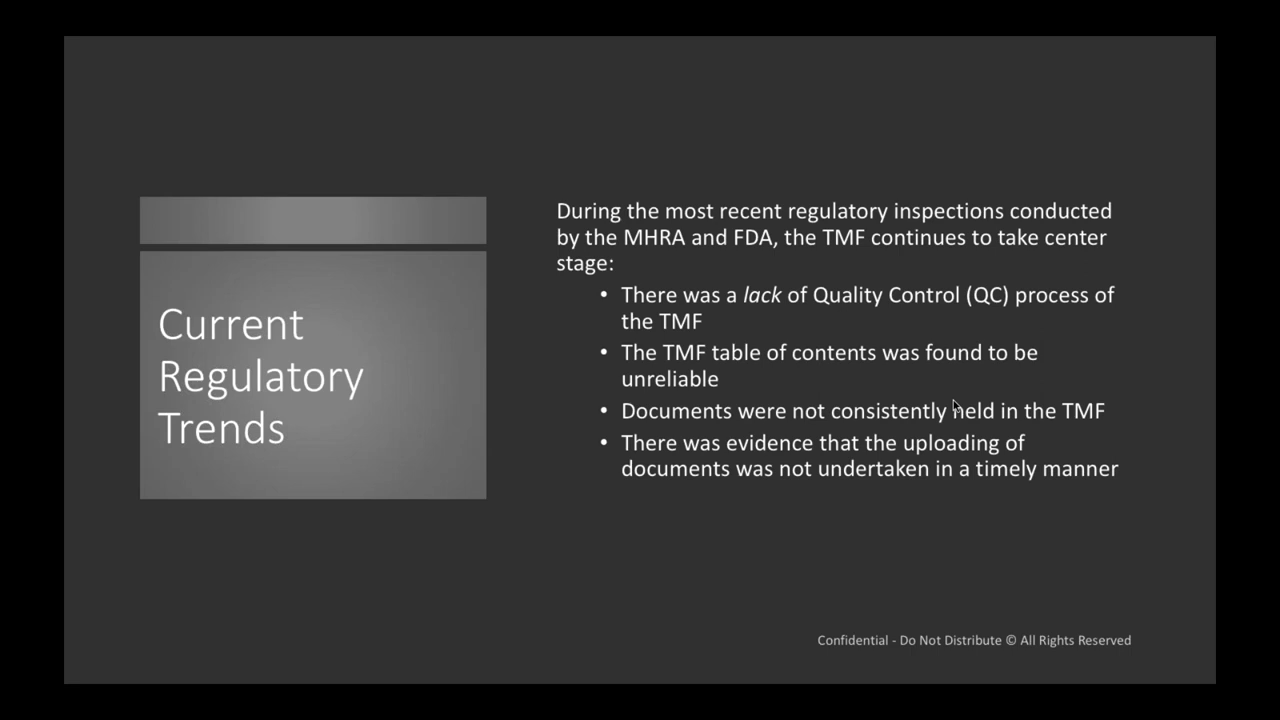 Current
Regulatory
Trends
During the most recent regulatory inspections conducted
by the MHRA and FDA, the TMF continues to take center
stage:
• There was a lack of Quality Control (QC) process of
the TMF
• The TMF table of contents was found to be
unreliable
• Documents were not consistently held in the TMF
• There was evidence that the uploading of
documents was not undertaken in a timely manner
Confidential - Do Not Distribute © All Rights Reserved